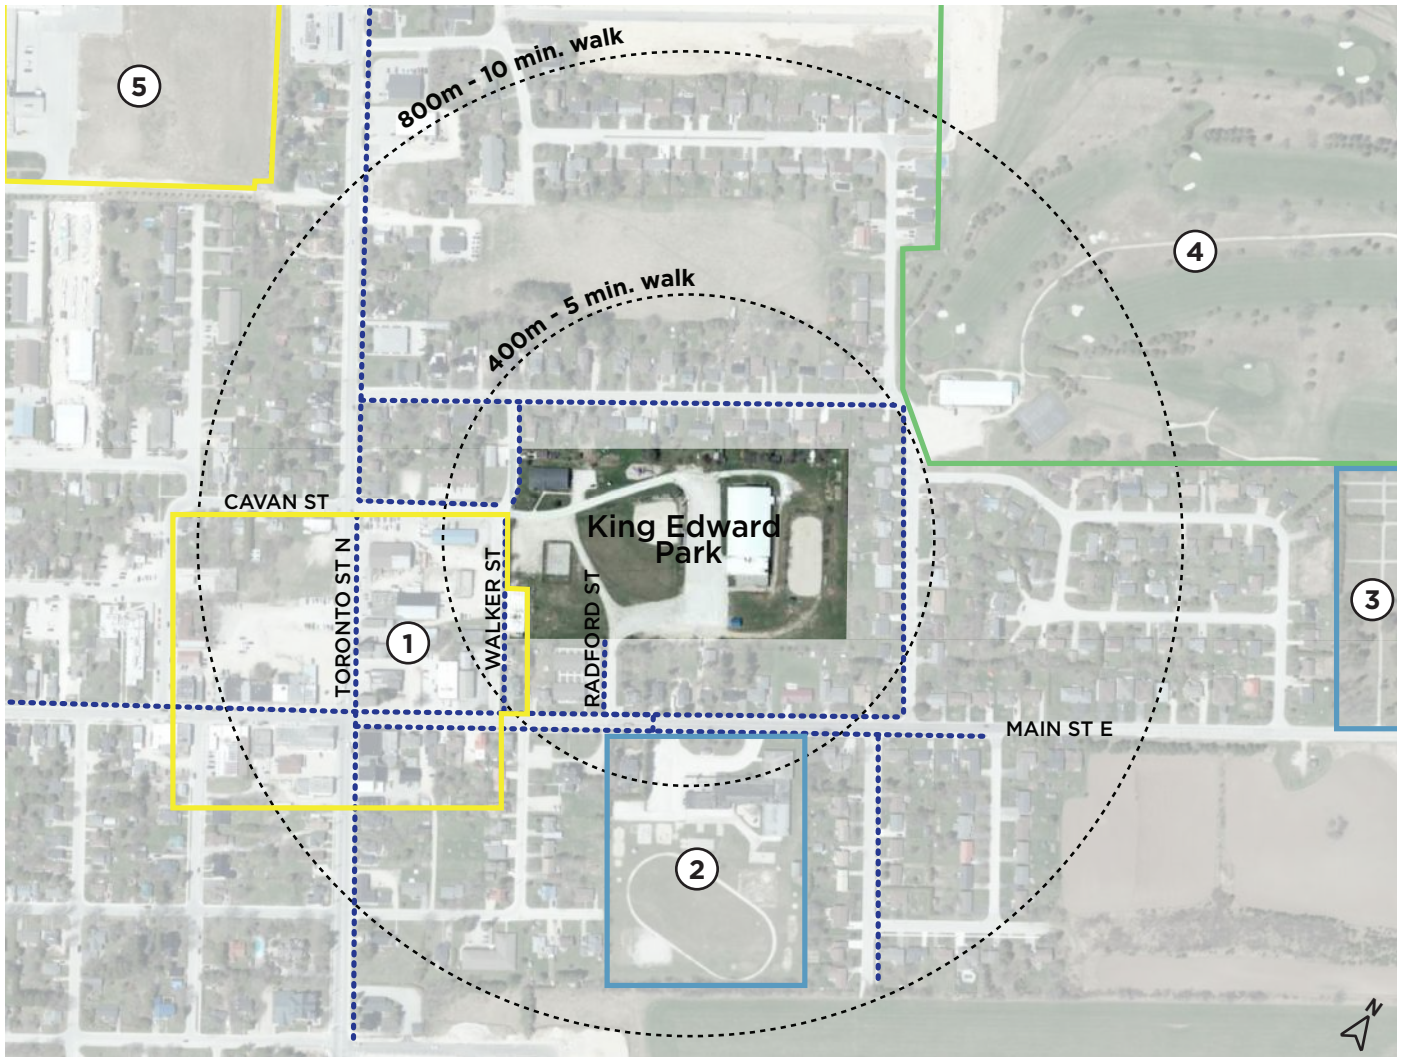 800m - 10 min. walk
5
4
400m - 5 min. walk
CAVAN ST
King Edward
Park
TORONTO ST N
WALKER ST
RADFORD ST
3
1
MAIN ST E
2
N